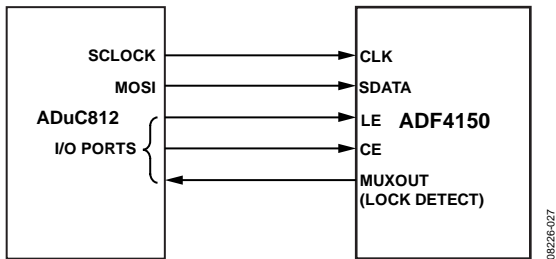 SCLOCK
MOSI
ADuC812
I/O PORTS
CLK
SDATA
LE
ADF4150
CE
MUXOUT
(LOCK DETECT)
08226-027